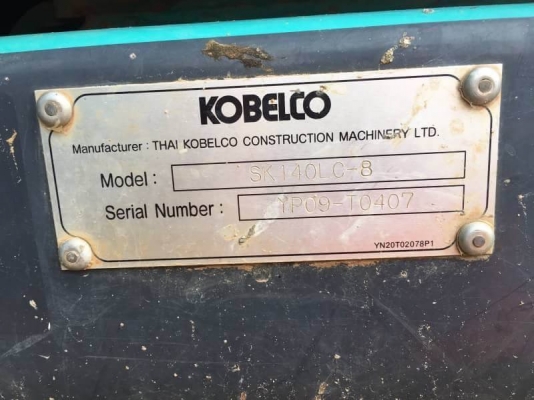 KOBELCO
Manufacturer : THAI KOBELCO CONSTRUCTION MACHINERY LTD.
Model : SK140LC-8
Serial Number : YP09-T0407
YN20T02078P1